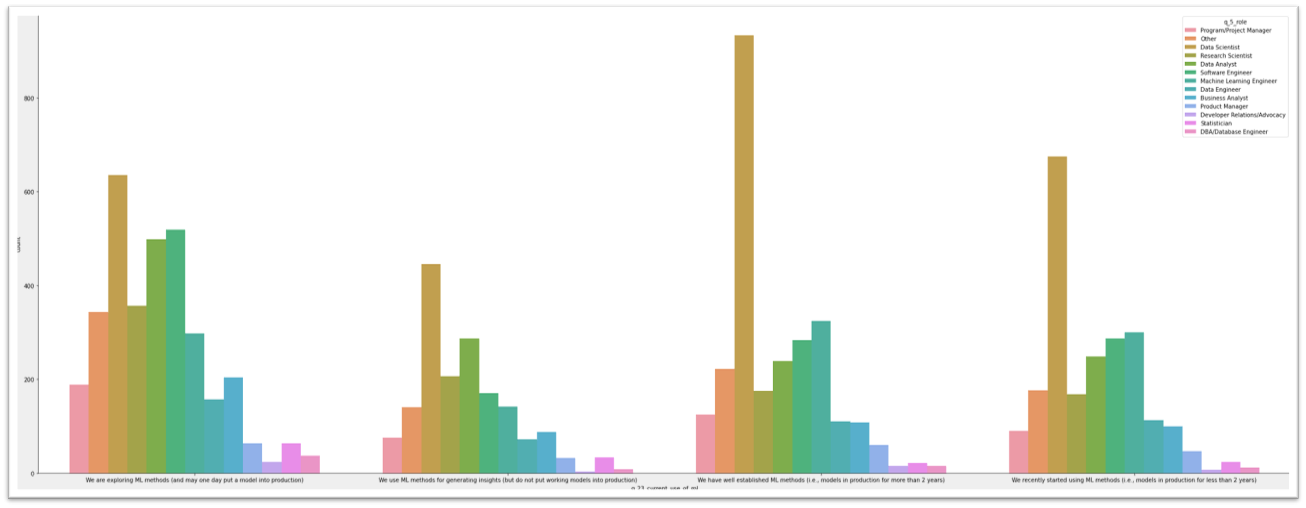 q_5_role
Program/Project Manager
Other
Data Scientist
Research Scientist
Data Analyst
Software Engineer
Machine Learning Engineer
Data Engineer
Business Analyst
Product Manager
Developer Relations/Advocacy
Statistician
DBA/Database Engineer
800
600
400
200
0
count
We are exploring ML methods (and may one day put a model into production)
We use ML methods for generating insights (but do not put working models into production)
We have well established ML methods (i.e., models in production for more than 2 years)
We recently started using ML methods (i.e., models in production for less than 2 years)
q_23_current_use_of_ml